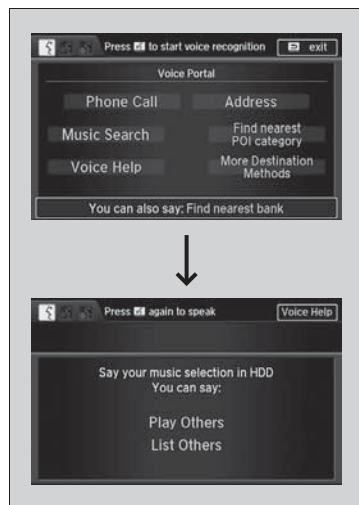 Press to start voice recognition exit
Voice Portal
Phone Call Address
Music Search Find nearest
POI category
Voice Help More Destination
Methods
You can also say: Find nearest bank
Press again to speak Voice Help
Say your music selection in HDD
You can say:
Play Others
List Others